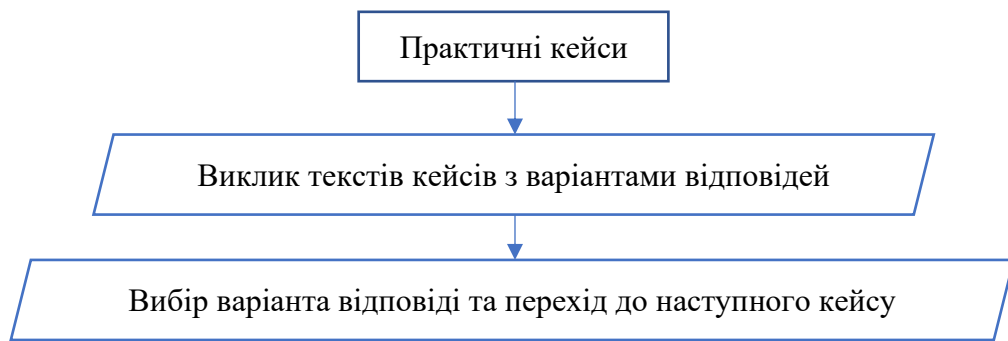 Практичні кейси
Виклик текстів кейсів з варіантами відповідей
Вибір варіанта відповіді та перехід до наступного кейсу